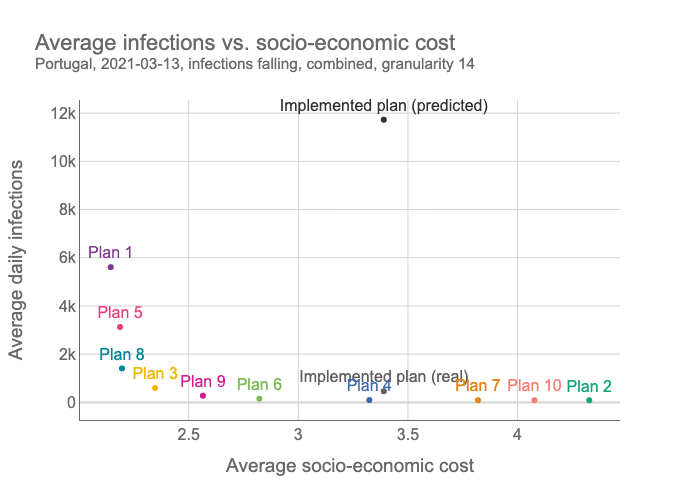 Average infections vs. socio-economic cost
Portugal, 2021-03-13, infections falling, combined, granularity 14
12k
10k
8k
6k
4k
2k
0
Average daily infections
Implemented plan (predicted)
Plan 1
Plan 5
Plan 8
Plan 3
Plan 9
Plan 6
Implemented plan (real)
Plan 4
Plan 7
Plan 10
Plan 2
2.5
3
3.5
4
Average socio-economic cost